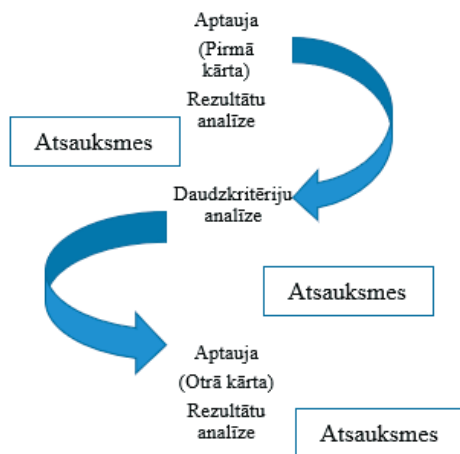 Aptauja
(Pirmā
kārta)
Rezultātu
analīze
Atsauksmes
Daudzkritēriju
analīze
Atsauksmes
Aptauja
(Otrā kārta)
Rezultātu
analīze
Atsauksmes